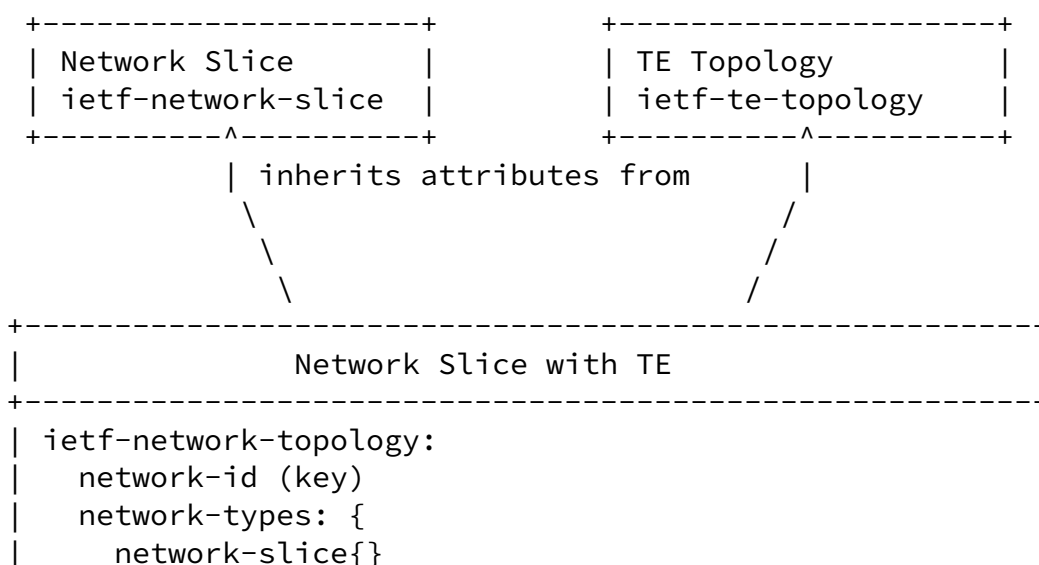 +---------------------+         +---------------------+
| Network Slice       |         | TE Topology         |
| ietf-network-slice  |         | ietf-te-topology    |
+----------^----------+         +----------^----------+
           | inherits attributes from      |
            \                             /
             \                           /
              \                         /
+---------------------------------------------------------
|               Network Slice with TE
+---------------------------------------------------------
| ietf-network-topology:
|   network-id (key)
|   network-types: {
|     network-slice{}